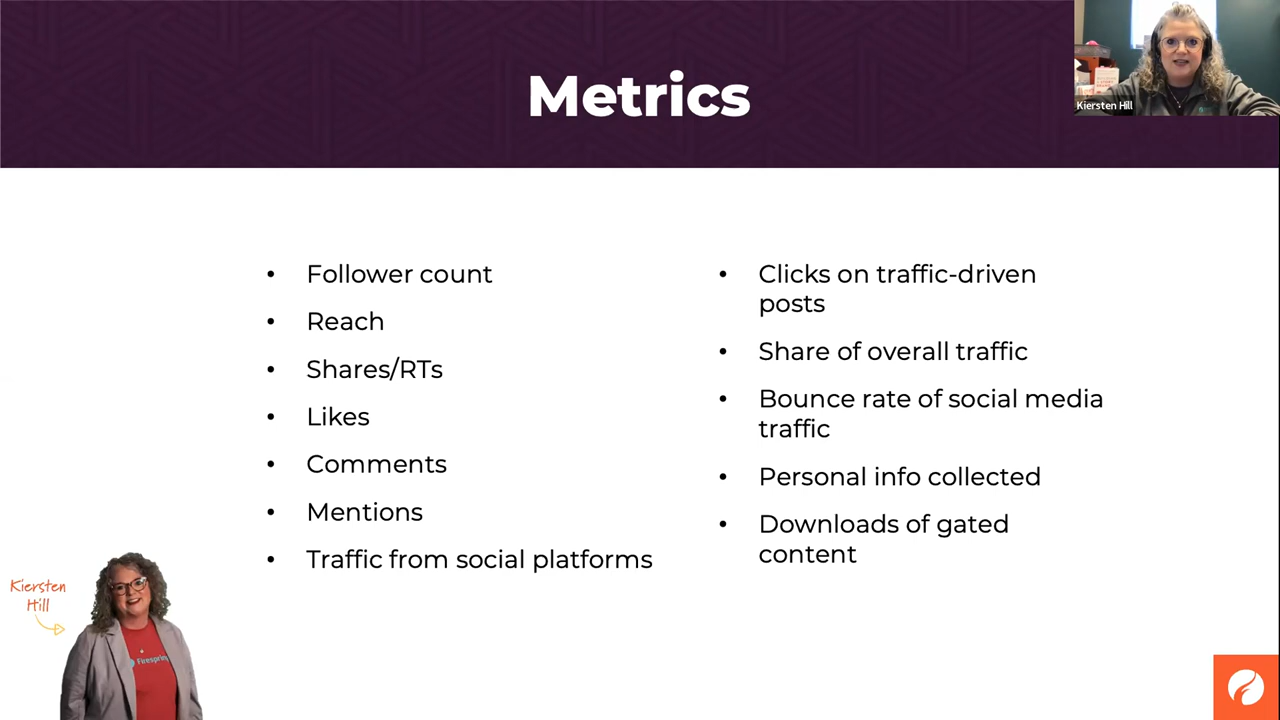 Metrics
Kiersten Hill
Follower count
Reach
Shares/RTs
Likes
Comments
Mentions
Traffic from social platforms
Clicks on traffic-driven
posts
Share of overall traffic
Bounce rate of social media
traffic
Personal info collected
Downloads of gated
content
Kiersten
Hill
Firespring